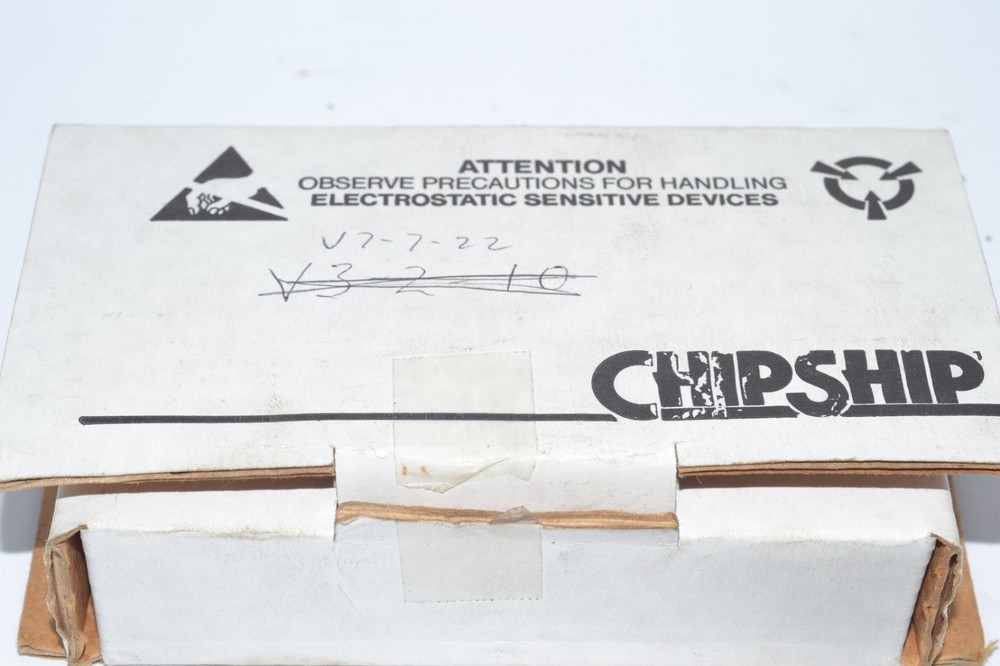 ATTENTION
OBSERVE PRECAUTIONS FOR HANDLING
ELECTROSTATIC SENSITIVE DEVICES
V7-7-22
V3-2-10
CHIPSHIP